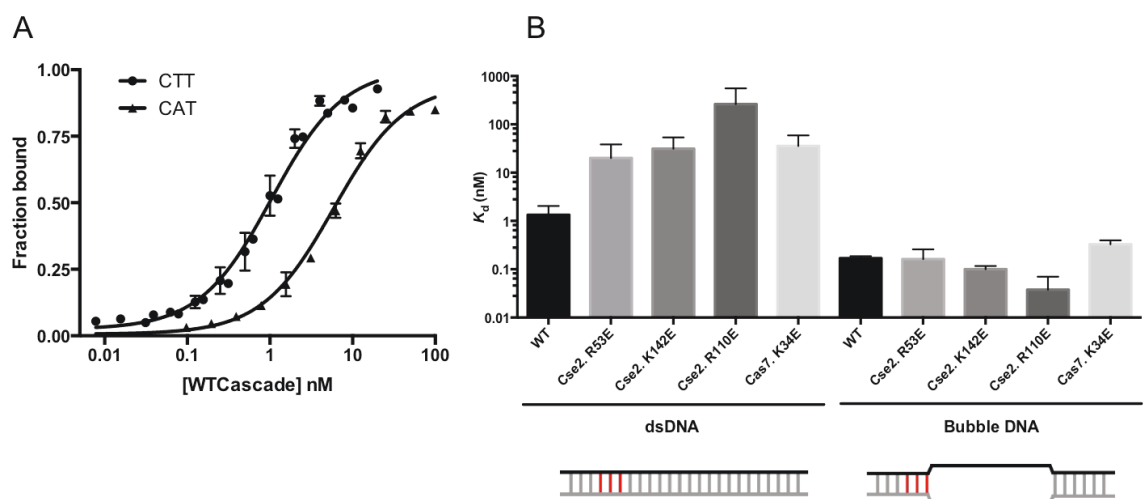 A
1.00
0.75
0.50
0.25
0.00
Fraction bound
CTT
CAT
0.01
0.1
1
10
100
[WTCascade] nM
B
1000
100
10
1
0.1
0.01
Kd (nM)
WT
Cse2. R53E
Cse2. K142E
Cse2. R110E
Cas7. K34E
WT
Cse2. R53E
Cse2. K142E
Cse2. R110E
Cas7. K34E
dsDNA
Bubble DNA